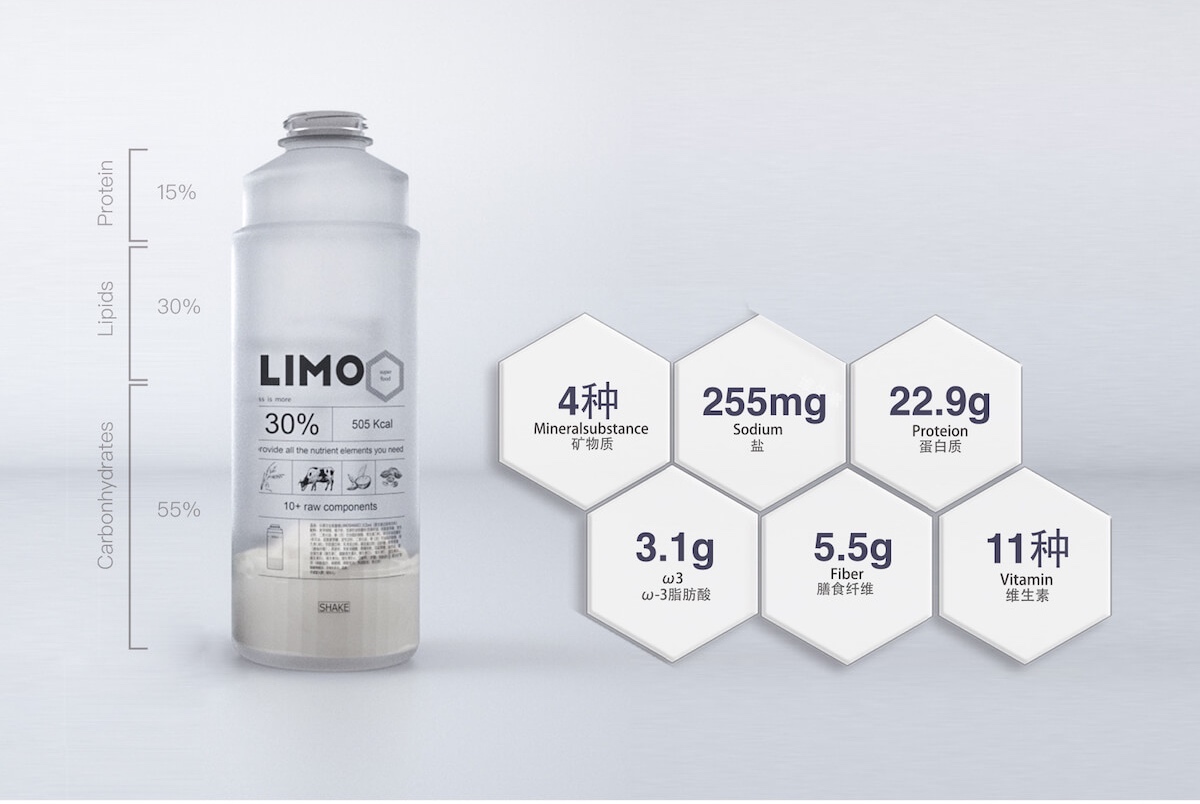 Protein
15%
Lipids
30%
Carbonhydrates
55%
LIMO
super
food
ss is more
30%
505 Kcal
rovide all the nutrient elements you need
10+ raw components
SHAKE
4种
Mineralsubstance
矿物质
255mg
Sodium
盐
22.9g
Proteion
蛋白质
3.1g
ω3
ω-3脂肪酸
5.5g
Fiber
膳食纤维
11种
Vitamin
维生素